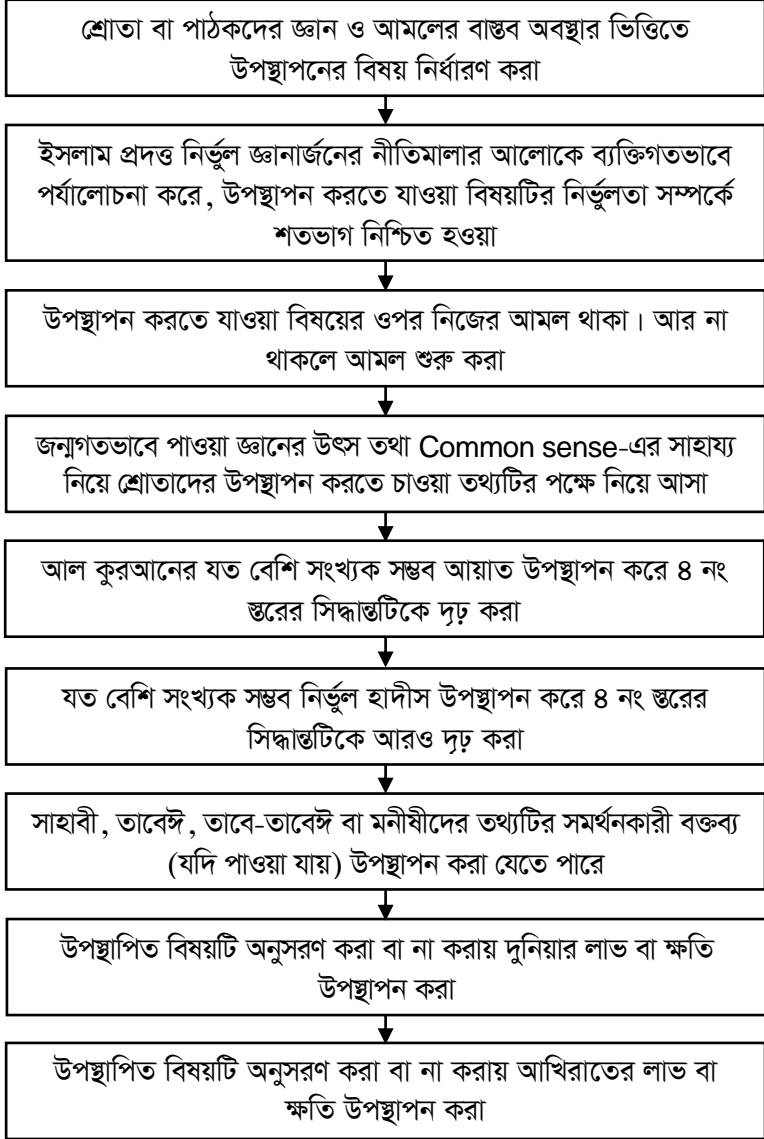 শ্রোতা বা পাঠকদের জ্ঞান ও আমলের বাস্তব অবস্থার ভিত্তিতে
উপস্থাপনের বিষয় নির্ধারণ করা
ইসলাম প্রদত্ত নির্ভুল জ্ঞানার্জনের নীতিমালার আলোকে ব্যক্তিগতভাবে
পর্যালোচনা করে, উপস্থাপন করতে যাওয়া বিষয়টির নির্ভুলতা সম্পর্কে
শতভাগ নিশ্চিত হওয়া
উপস্থাপন করতে যাওয়া বিষয়ের ওপর নিজের আমল থাকা। আর না
থাকলে আমল শুরু করা
জন্মগতভাবে পাওয়া জ্ঞানের উৎস তথা Common sense-এর সাহায্য
নিয়ে শ্রোতাদের উপস্থাপন করতে চাওয়া তথ্যটির পক্ষে নিয়ে আসা
আল কুরআনের যত বেশি সংখ্যক সম্ভব আয়াত উপস্থাপন করে ৪ নং
স্তরের সিদ্ধান্তটিকে দৃঢ় করা
যত বেশি সংখ্যক সম্ভব নির্ভুল হাদীস উপস্থাপন করে ৪ নং স্তরের
সিদ্ধান্তটিকে আরও দৃঢ় করা
সাহাবী, তাবেঈ, তাবে-তাবেঈ বা মনীষীদের তথ্যটির সমর্থনকারী বক্তব্য
(যদি পাওয়া যায়) উপস্থাপন করা যেতে পারে
উপস্থাপিত বিষয়টি অনুসরণ করা বা না করায় দুনিয়ার লাভ বা ক্ষতি
উপস্থাপন করা
উপস্থাপিত বিষয়টি অনুসরণ করা বা না করায় আখিরাতের লাভ বা
ক্ষতি উপস্থাপন করা